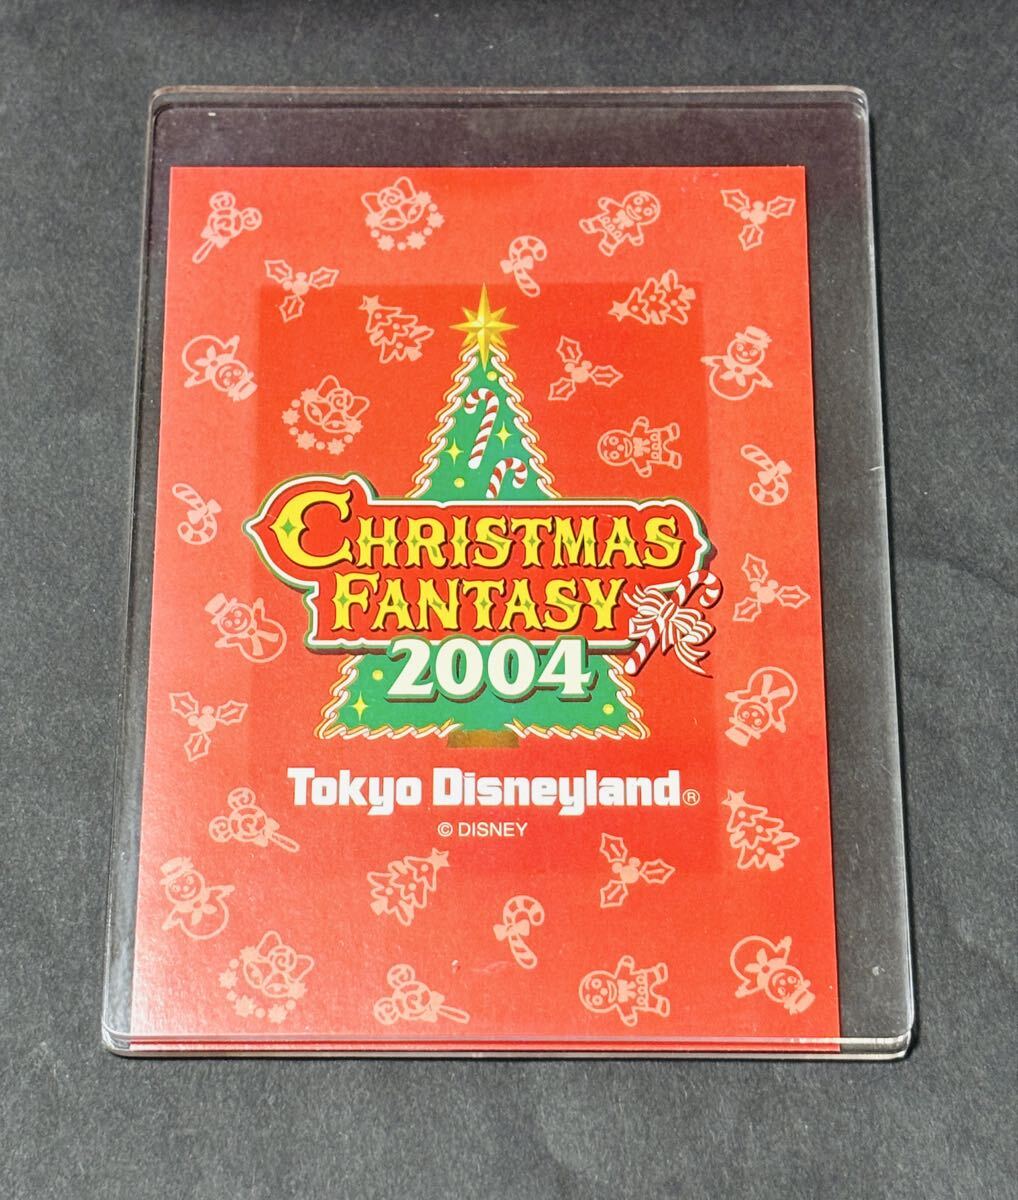 CHRISTMAS
FANTASY
2004
Tokyo Disneyland®
© DISNEY